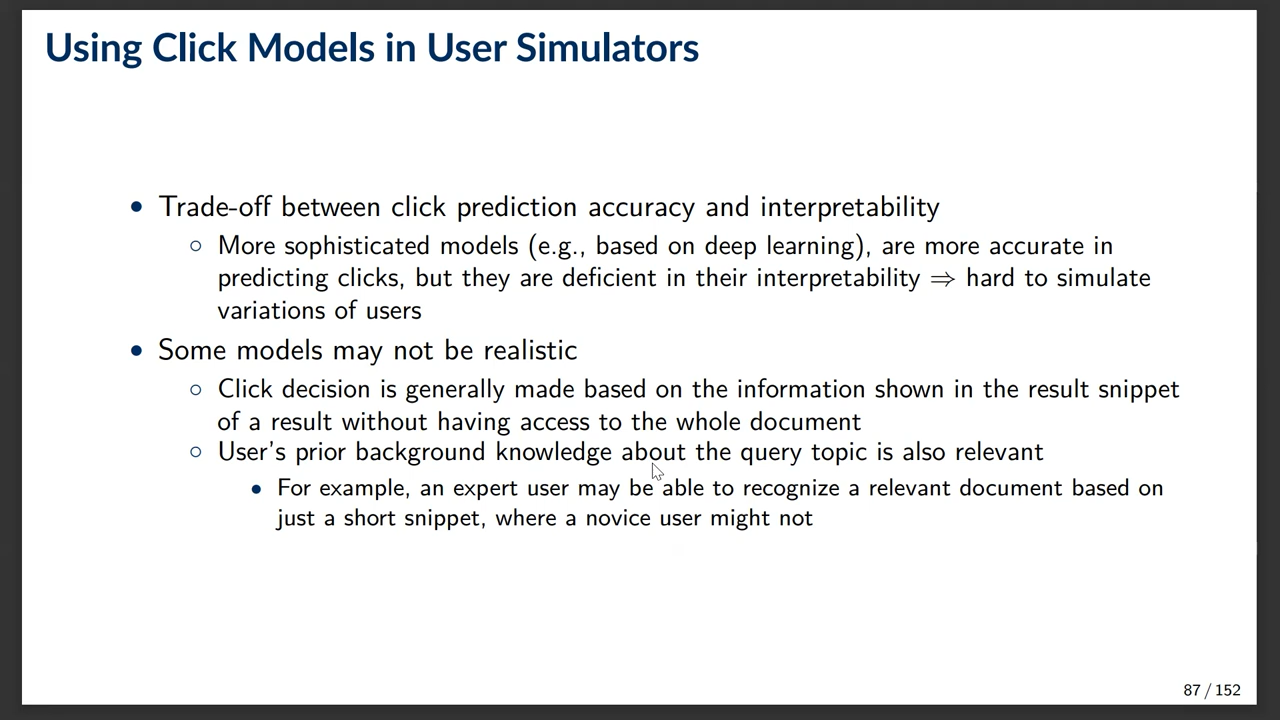 Using Click Models in User Simulators
• Trade-off between click prediction accuracy and interpretability
○ More sophisticated models (e.g., based on deep learning), are more accurate in
predicting clicks, but they are deficient in their interpretability ⇒ hard to simulate
variations of users
• Some models may not be realistic
○ Click decision is generally made based on the information shown in the result snippet
of a result without having access to the whole document
○ User's prior background knowledge about the query topic is also relevant
• For example, an expert user may be able to recognize a relevant document based on
just a short snippet, where a novice user might not
87 / 152